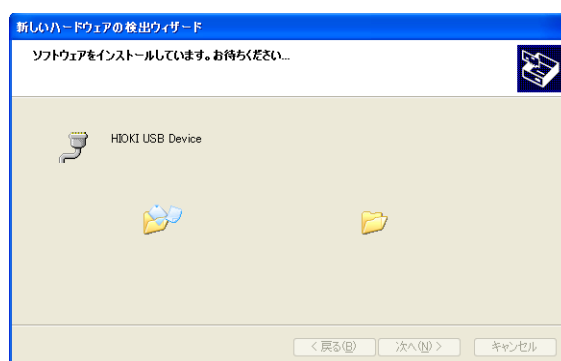 新しいハードウェアの検出ウィザード
ソフトウェアをインストールしています。お待ちください...
HIOKI USB Device
< 戻る(B) 次へ(N) > キャンセル